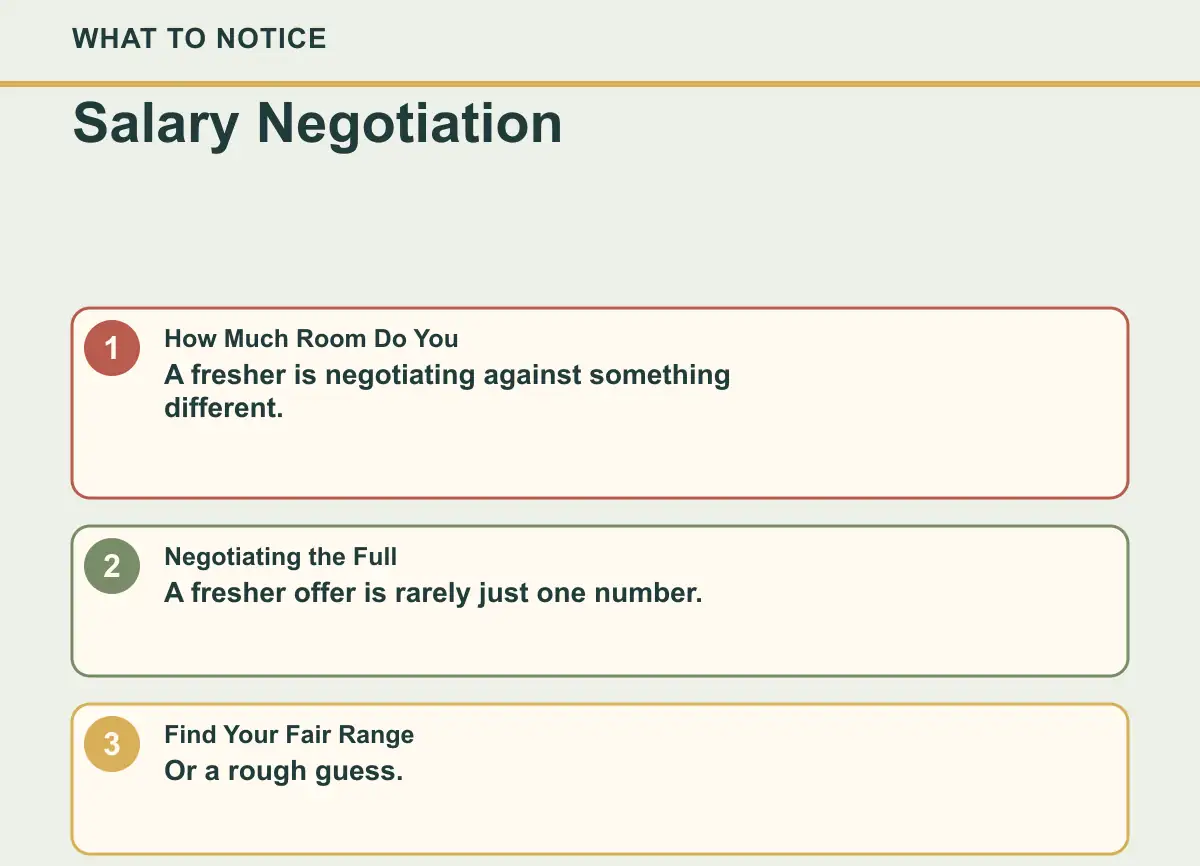 WHAT TO NOTICE
Salary Negotiation
1
How Much Room Do You
A fresher is negotiating against something
different.
2
Negotiating the Full
A fresher offer is rarely just one number.
3
Find Your Fair Range
Or a rough guess.